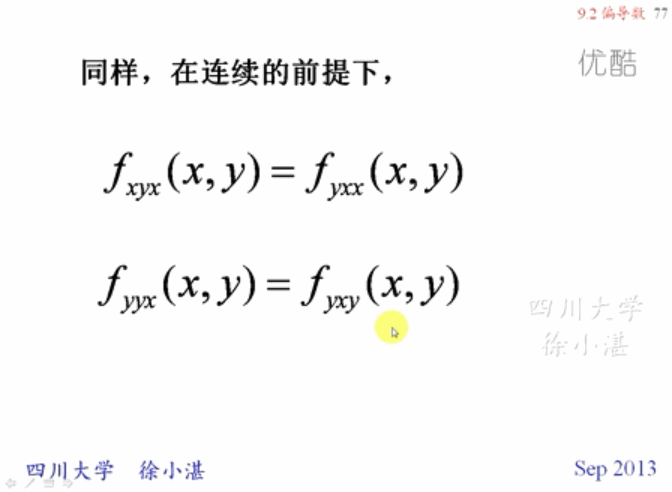 9.2 偏导数 77
优酷
同样，在连续的前提下，
f_{xyx}(x, y) = f_{yxx}(x, y)
f_{yyx}(x, y) = f_{yxy}(x, y)
四川大学
徐小湛
四川大学 徐小湛
Sep 2013